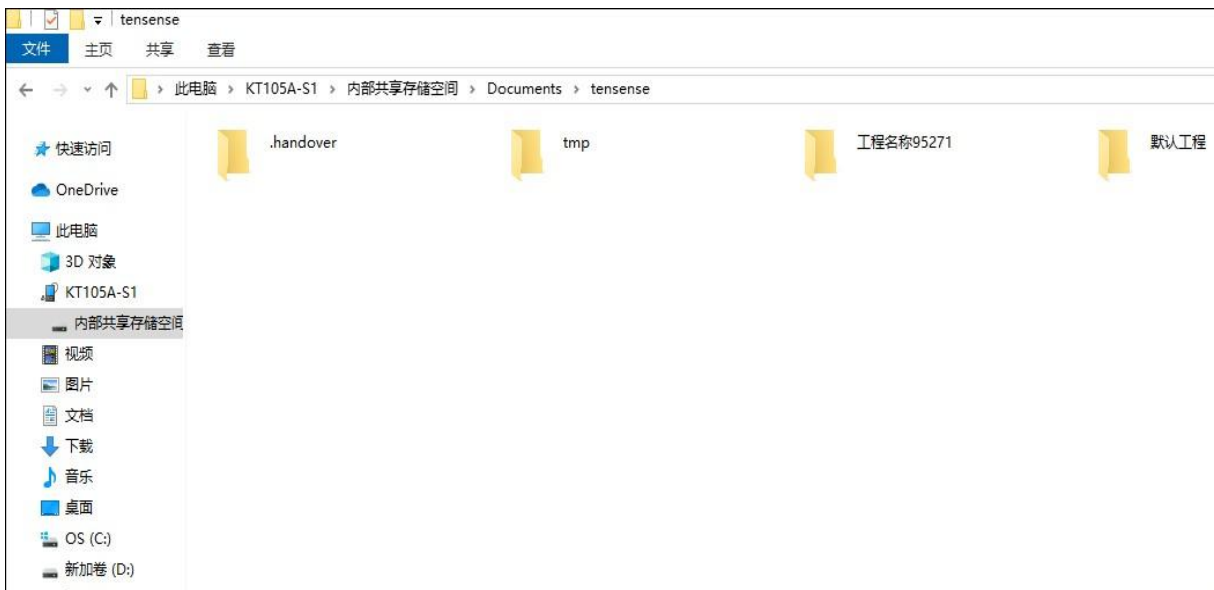 tensense
文件 主页 共享 查看
此电脑 › KT105A-S1 › 内部共享存储空间 › Documents › tensense
.handover tmp 工程名称95271 默认工程
快速访问
OneDrive
此电脑
3D 对象
KT105A-S1
内部共享存储空间
视频
图片
文档
下载
音乐
桌面
OS (C:)
新加卷 (D:)